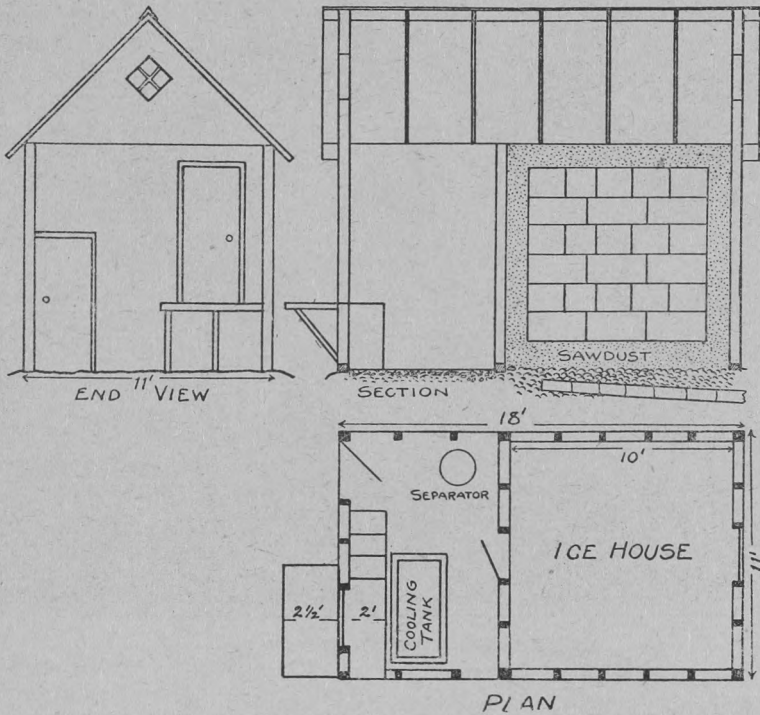 END 11' VIEW
SAWDUST
SECTION
18'
10'
SEPARATOR
ICE HOUSE
11'
2½'
2'
COOLING
TANK
PLAN